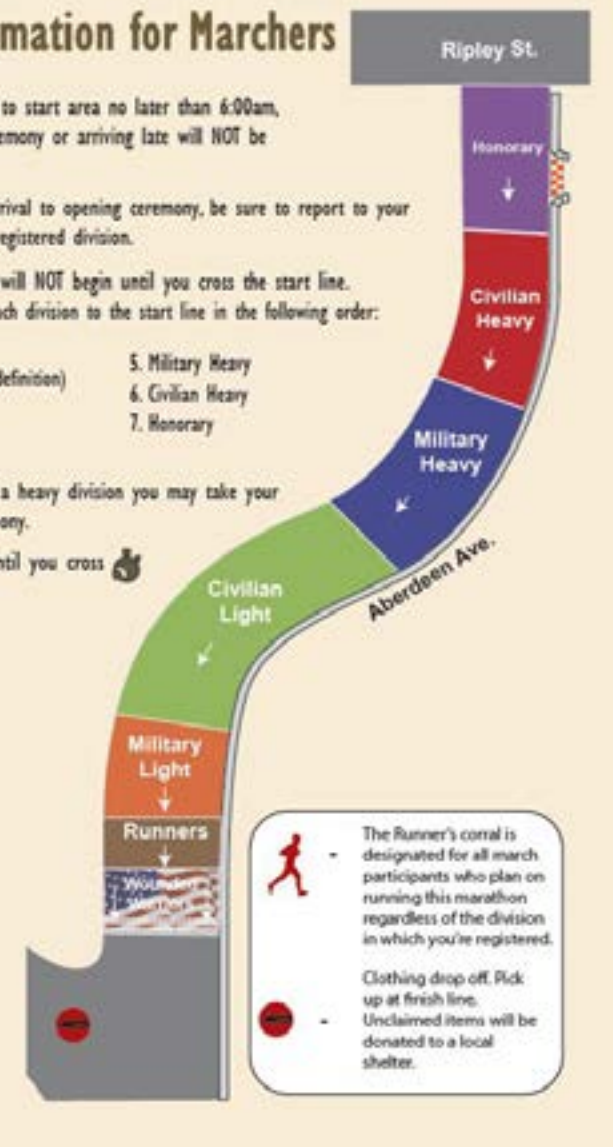 mation for Marchers
to start area no later than 6:00am,
emony or arriving late will NOT be
rival to opening ceremony, be sure to report to your
egistered division.
will NOT begin until you cross the start line.
ch division to the start line in the following order:
definition)
5. Military Heavy
6. Civilian Heavy
7. Honorary
a heavy division you may take your
ony.
ntil you cross
Ripley St.
Honorary
Civilian
Heavy
Military
Heavy
Aberdeen Ave.
Civilian
Light
Military
Light
Runners
Wounded
Warrior
- The Runner's corral is
designated for all march
participants who plan on
running this marathon
regardless of the division
in which you're registered.
- Clothing drop off. Pick
up at finish line.
Unclaimed items will be
donated to a local
shelter.